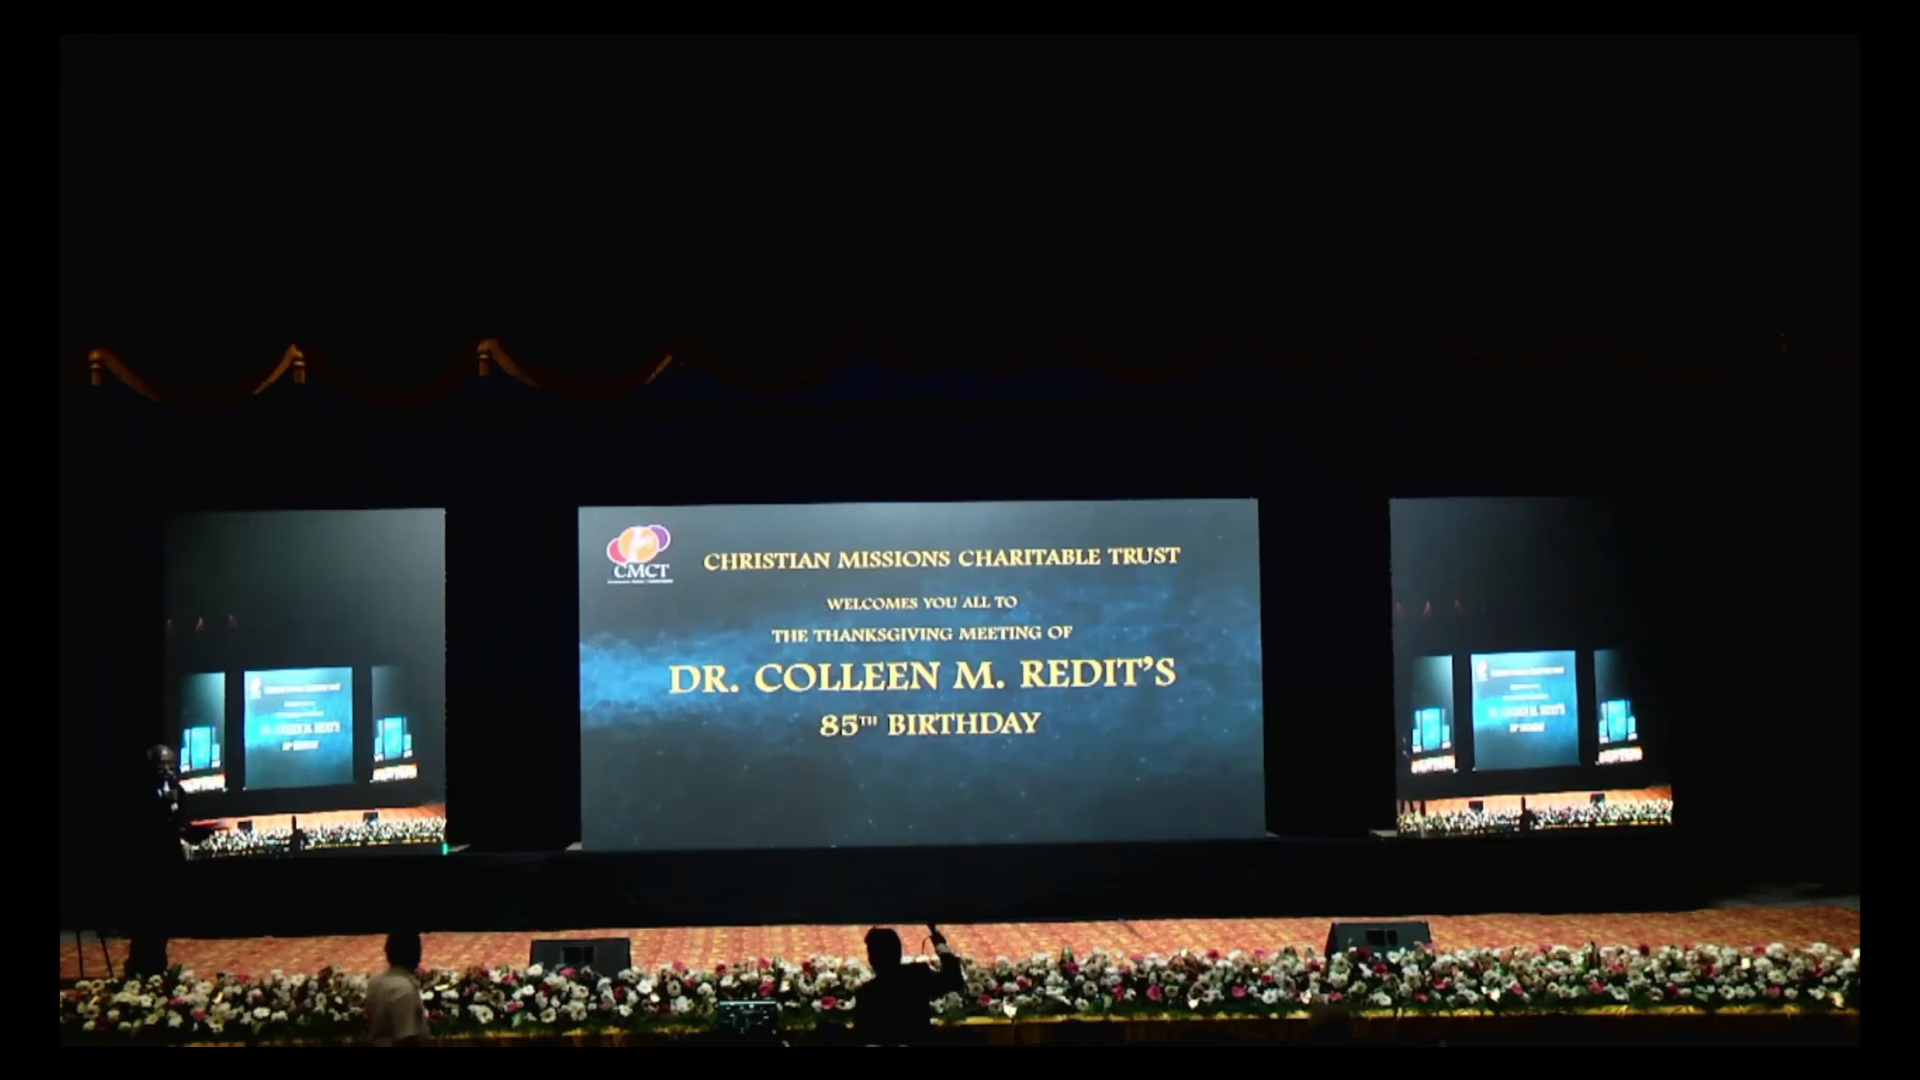 CMCT
CHRISTIAN MISSIONS CHARITABLE TRUST
WELCOMES YOU ALL TO
THE THANKSGIVING MEETING OF
DR. COLLEEN M. REDIT'S
85TH BIRTHDAY